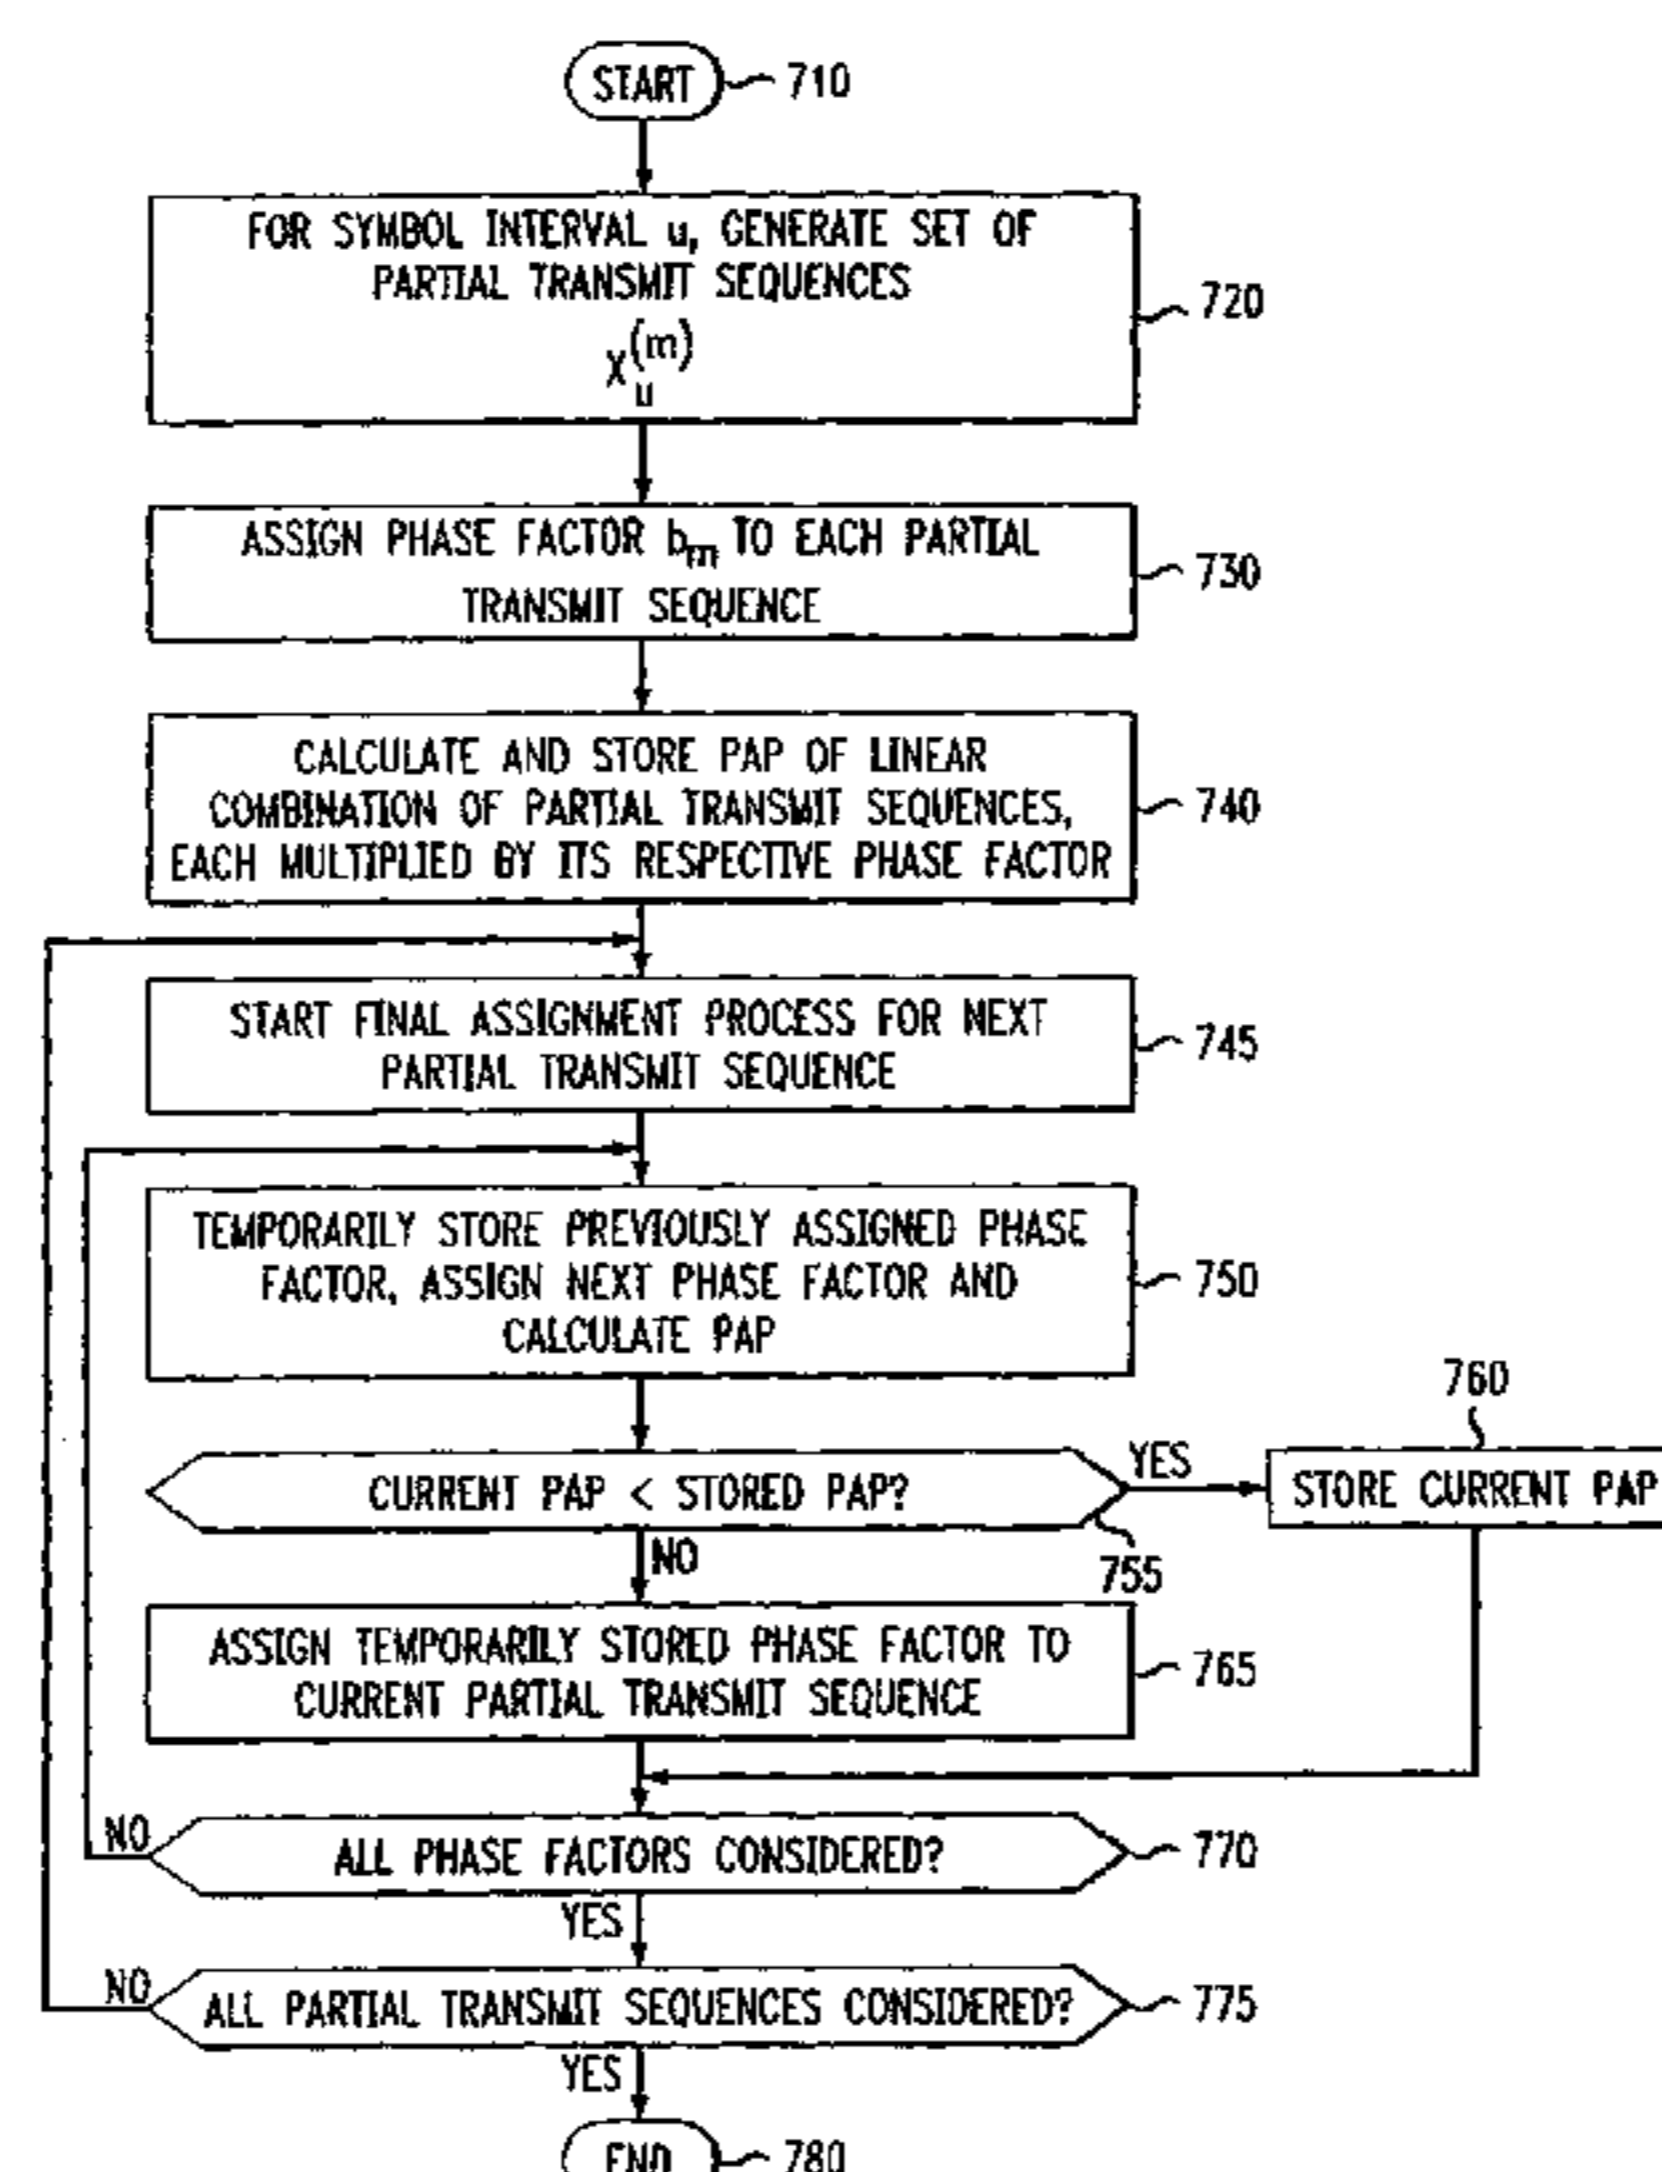 START
710
FOR SYMBOL INTERVAL u, GENERATE SET OF
PARTIAL TRANSMIT SEQUENCES
X_u^(m)
720
ASSIGN PHASE FACTOR b_m TO EACH PARTIAL
TRANSMIT SEQUENCE
730
CALCULATE AND STORE PAP OF LINEAR
COMBINATION OF PARTIAL TRANSMIT SEQUENCES,
EACH MULTIPLIED BY ITS RESPECTIVE PHASE FACTOR
740
START FINAL ASSIGNMENT PROCESS FOR NEXT
PARTIAL TRANSMIT SEQUENCE
745
TEMPORARILY STORE PREVIOUSLY ASSIGNED PHASE
FACTOR, ASSIGN NEXT PHASE FACTOR AND
CALCULATE PAP
750
CURRENT PAP < STORED PAP?
YES
755
760
STORE CURRENT PAP
NO
ASSIGN TEMPORARILY STORED PHASE FACTOR TO
CURRENT PARTIAL TRANSMIT SEQUENCE
765
NO
ALL PHASE FACTORS CONSIDERED?
770
YES
NO
ALL PARTIAL TRANSMIT SEQUENCES CONSIDERED?
775
YES
END
780